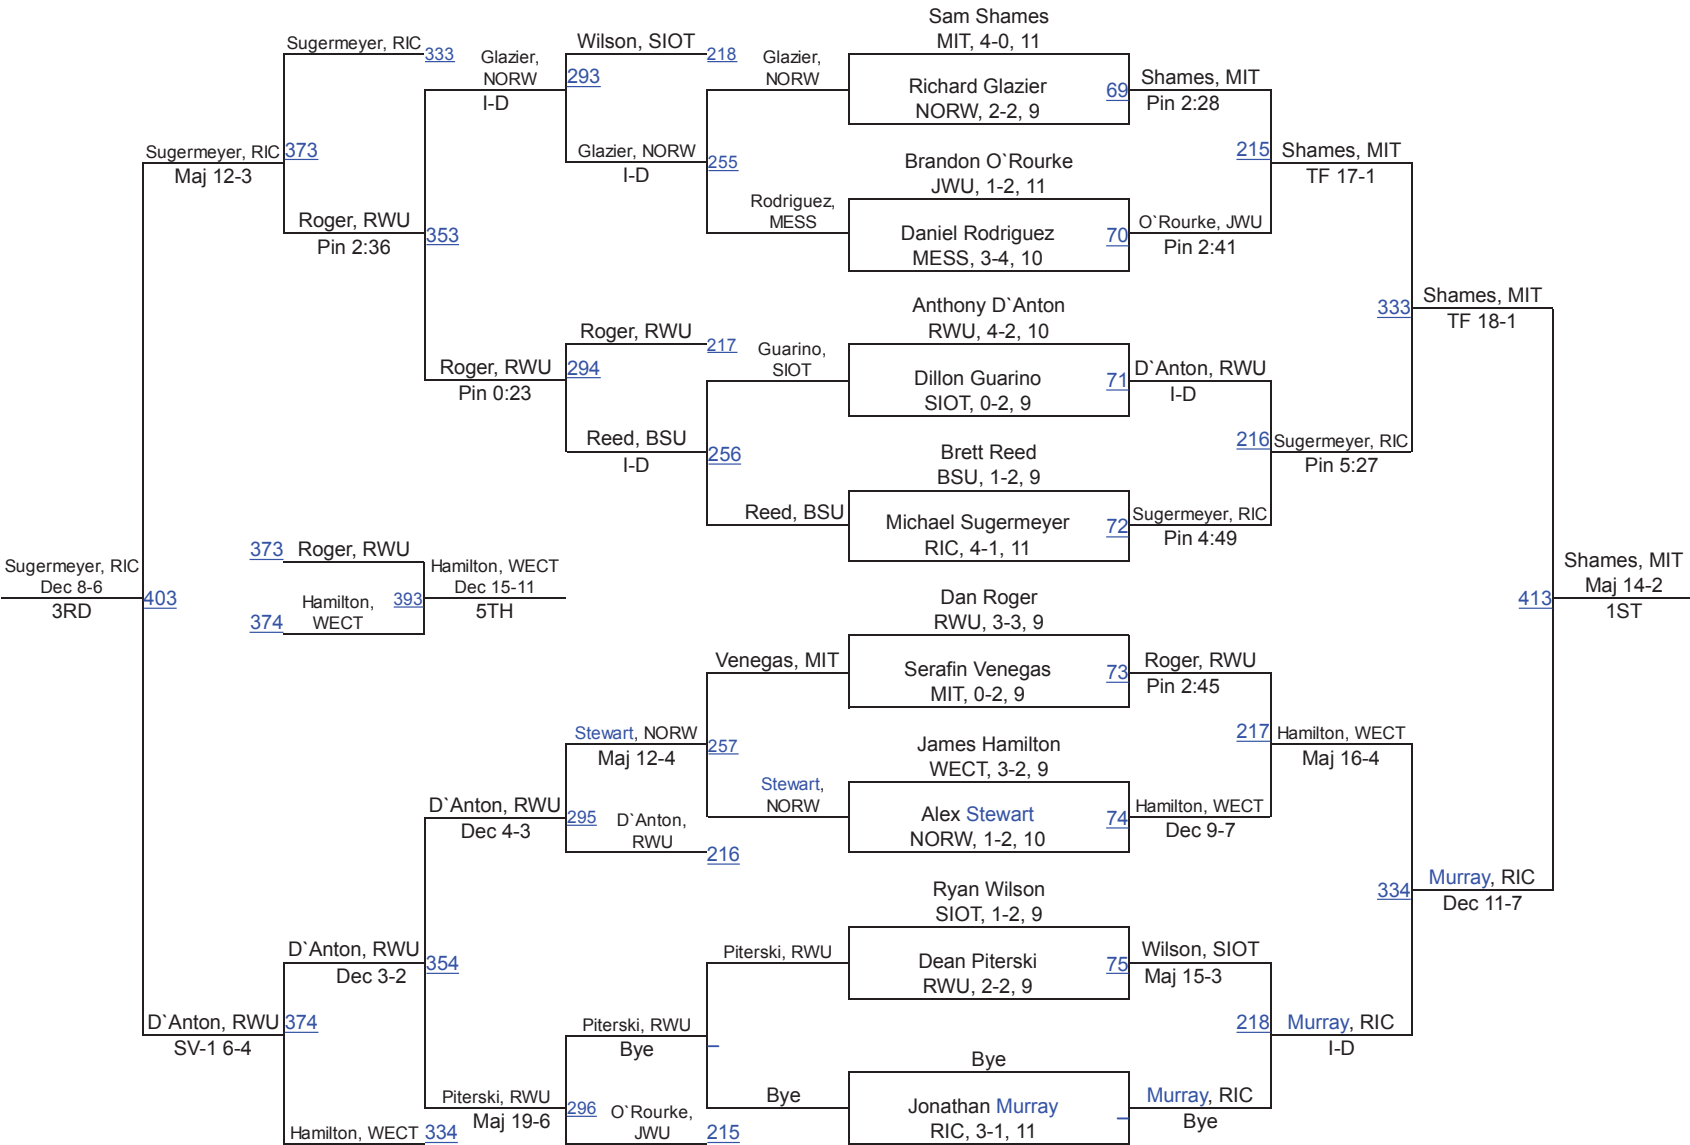 Sam Shames
MIT, 4-0, 11
Richard Glazier
NORW, 2-2, 9
69
Brandon O`Rourke
JWU, 1-2, 11
Daniel Rodriguez
MESS, 3-4, 10
70
Anthony D`Anton
RWU, 4-2, 10
Dillon Guarino
SIOT, 0-2, 9
71
Brett Reed
BSU, 1-2, 9
Michael Sugermeyer
RIC, 4-1, 11
72
Dan Roger
RWU, 3-3, 9
Serafin Venegas
MIT, 0-2, 9
73
James Hamilton
WECT, 3-2, 9
Alex Stewart
NORW, 1-2, 10
74
Ryan Wilson
SIOT, 1-2, 9
Dean Piterski
RWU, 2-2, 9
75
Bye
Jonathan Murray
RIC, 3-1, 11
Shames, MIT
Pin 2:28
215
O`Rourke, JWU
Pin 2:41
D`Anton, RWU
I-D
216
Sugermeyer, RIC
Pin 4:49
Roger, RWU
Pin 2:45
217
Hamilton, WECT
Dec 9-7
Wilson, SIOT
Maj 15-3
218
Murray, RIC
Bye
Shames, MIT
TF 17-1
333
Sugermeyer, RIC
Pin 5:27
Hamilton, WECT
Maj 16-4
334
Murray, RIC
I-D
Shames, MIT
TF 18-1
413
Murray, RIC
Dec 11-7
Shames, MIT
Maj 14-2
1ST
Glazier,
NORW
255
Rodriguez,
MESS
Guarino,
SIOT
256
Reed, BSU
Venegas, MIT
257
Stewart,
NORW
Piterski, RWU
Bye
Wilson, SIOT
218
293
Glazier, NORW
I-D
Roger, RWU
217
294
Reed, BSU
I-D
Stewart, NORW
Maj 12-4
295
D`Anton,
RWU
216
Piterski, RWU
Bye
296
O`Rourke,
JWU
215
Glazier,
NORW
I-D
353
Roger, RWU
Pin 0:23
D`Anton, RWU
Dec 4-3
354
Piterski, RWU
Maj 19-6
Sugermeyer, RIC
333
373
Roger, RWU
Pin 2:36
D`Anton, RWU
Dec 3-2
374
Hamilton, WECT
334
Sugermeyer, RIC
Maj 12-3
403
D`Anton, RWU
SV-1 6-4
Sugermeyer, RIC
Dec 8-6
3RD
373
Roger, RWU
374
Hamilton,
WECT
393
Hamilton, WECT
Dec 15-11
5TH